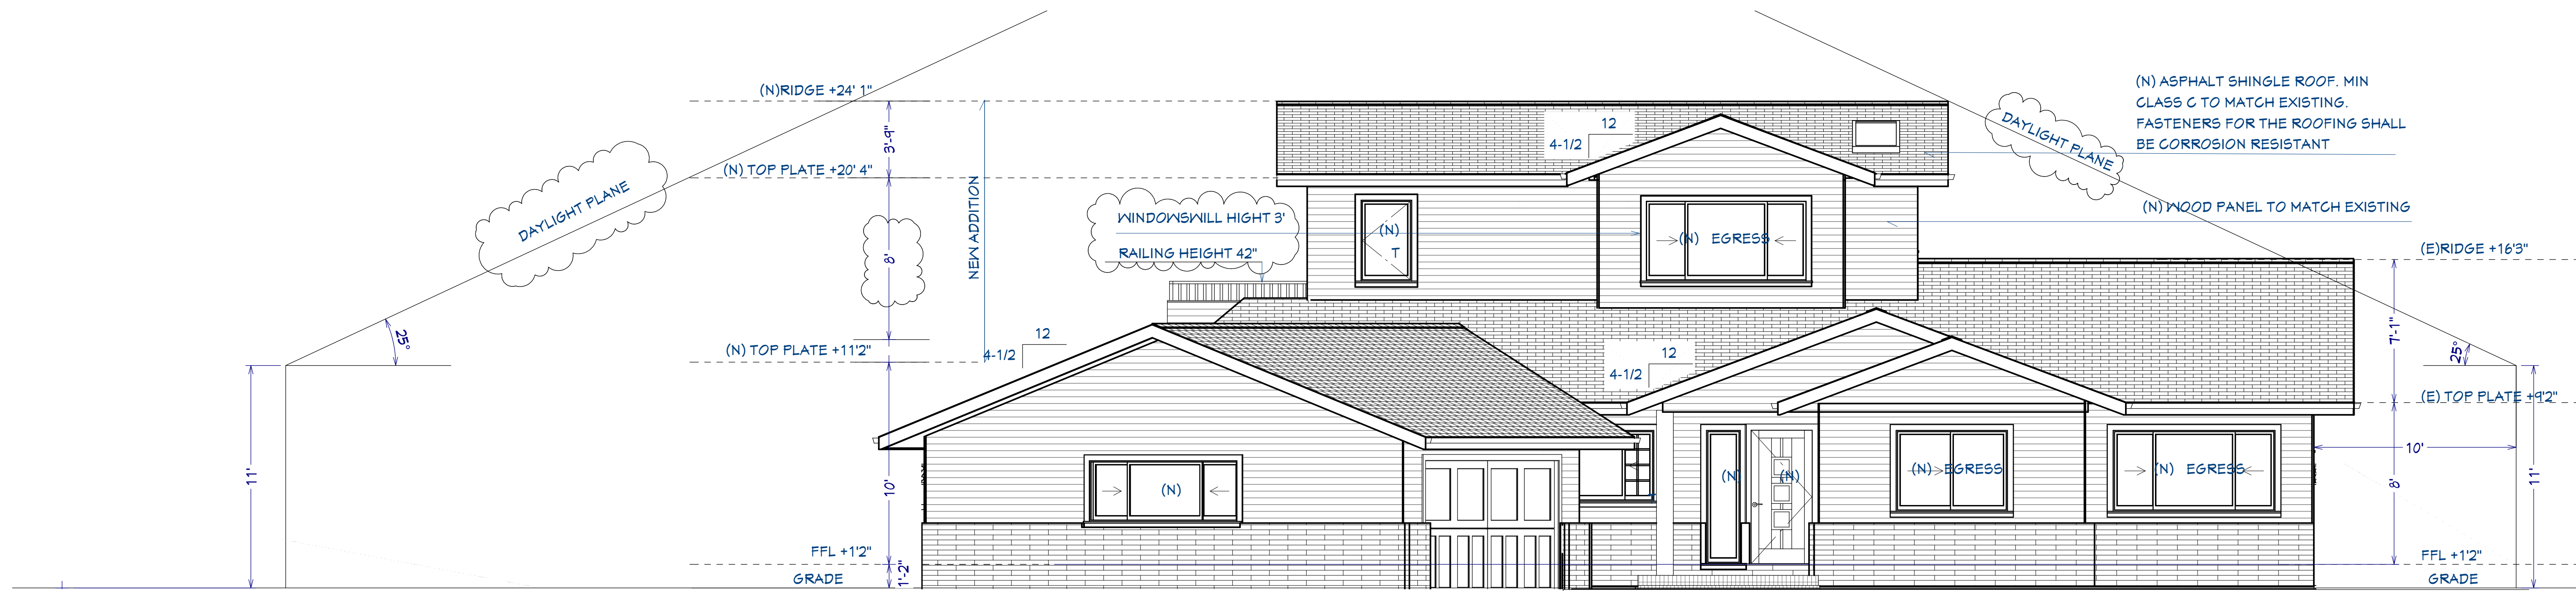 (N)RIDGE +24' 1"
(N) TOP PLATE +20' 4"
(N) TOP PLATE +11'2"
FFL +1'2"
GRADE
DAYLIGHT PLANE
25°
11'
3'-9"
8'
10'
1'-2"
NEW ADDITION
WINDOWSWILL HIGHT 3'
RAILING HEIGHT 42"
12
4-1/2
12
4-1/2
12
4-1/2
(N)
T
(N) EGRESS
(N)
(N)
(N)
(N) EGRESS
(N) EGRESS
DAYLIGHT PLANE
(N) ASPHALT SHINGLE ROOF. MIN
CLASS C TO MATCH EXISTING.
FASTENERS FOR THE ROOFING SHALL
BE CORROSION RESISTANT
(N) WOOD PANEL TO MATCH EXISTING
(E)RIDGE +16'3"
7'-1"
25°
(E) TOP PLATE +9'2"
10'
8'
11'
FFL +1'2"
GRADE